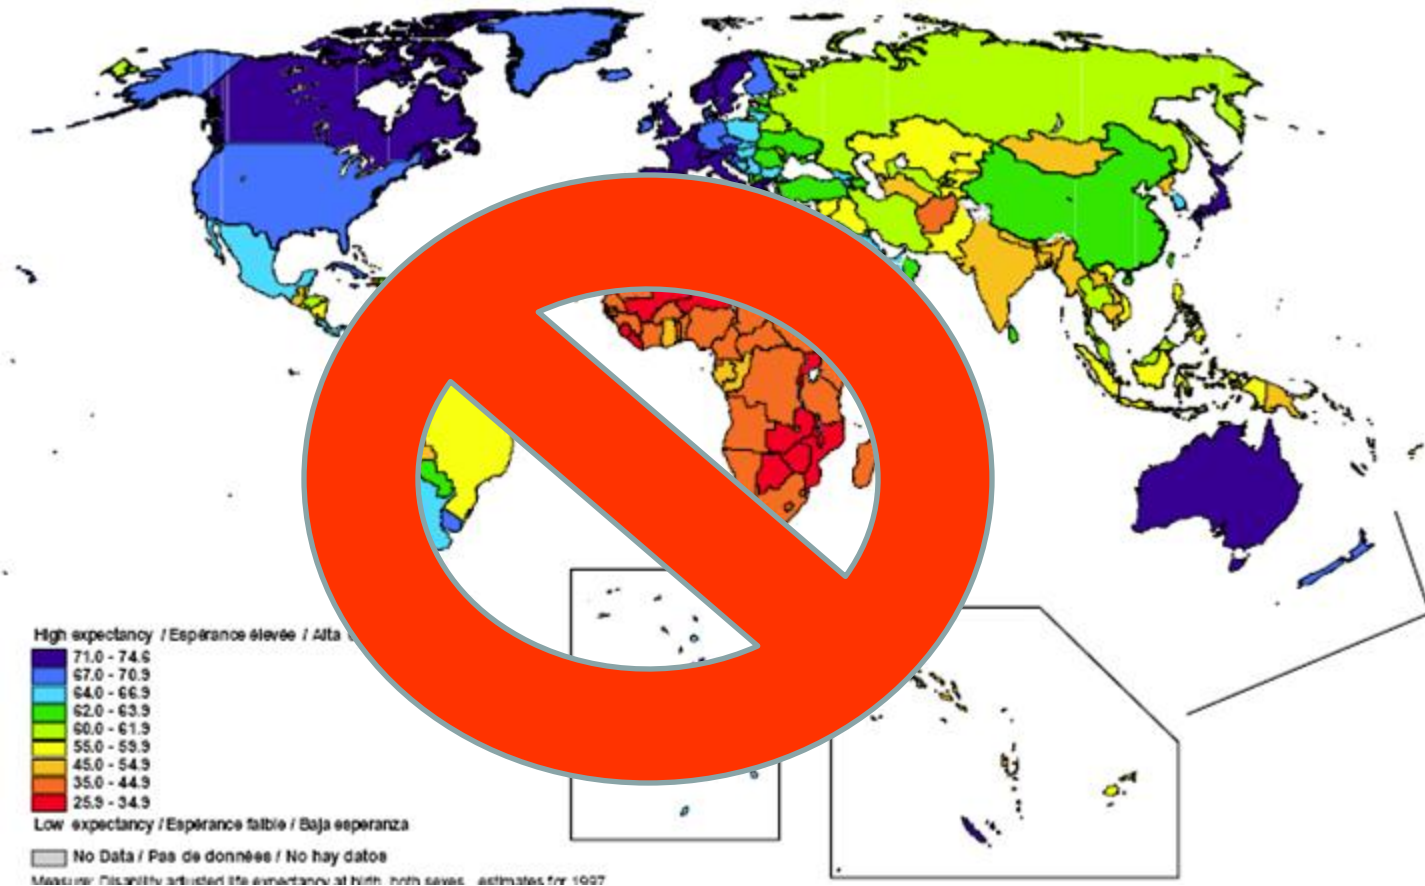 High expectancy / Espérance élevée / Alta
71.0 - 74.6
67.0 - 70.9
64.0 - 66.9
62.0 - 63.9
60.0 - 61.9
55.0 - 59.9
45.0 - 54.9
35.0 - 44.9
25.9 - 34.9
Low expectancy / Espérance faible / Baja esperanza
No Data / Pas de données / No hay datos
Measure: Disability adjusted life expectancy at birth, both sexes, estimates for 1997